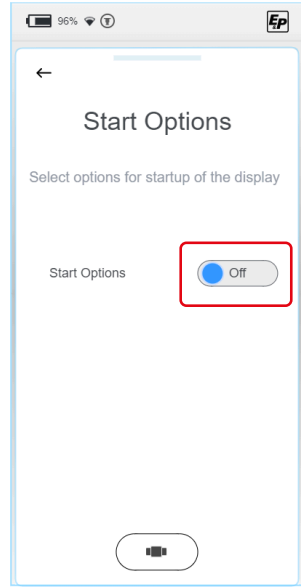 96% T EP
Start Options
Select options for startup of the display
Start Options Off